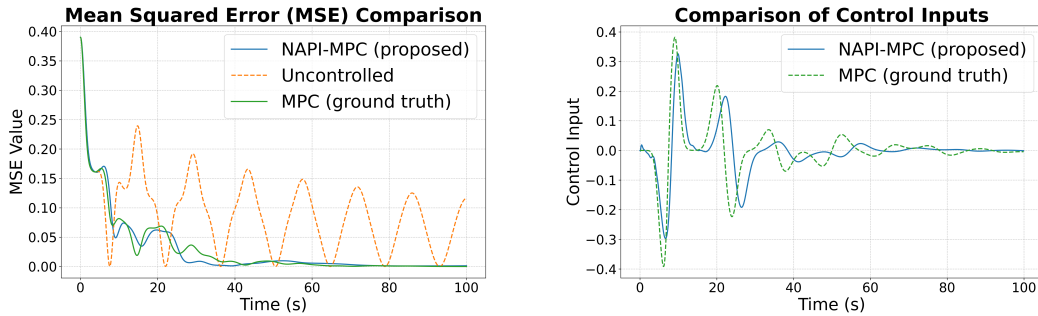 Mean Squared Error (MSE) Comparison
MSE Value
0.40
0.35
0.30
0.25
0.20
0.15
0.10
0.05
0.00
NAPI-MPC (proposed)
Uncontrolled
MPC (ground truth)
0 20 40 60 80 100
Time (s)
Comparison of Control Inputs
Control Input
0.4
0.3
0.2
0.1
0.0
−0.1
−0.2
−0.3
−0.4
NAPI-MPC (proposed)
MPC (ground truth)
0 20 40 60 80 100
Time (s)